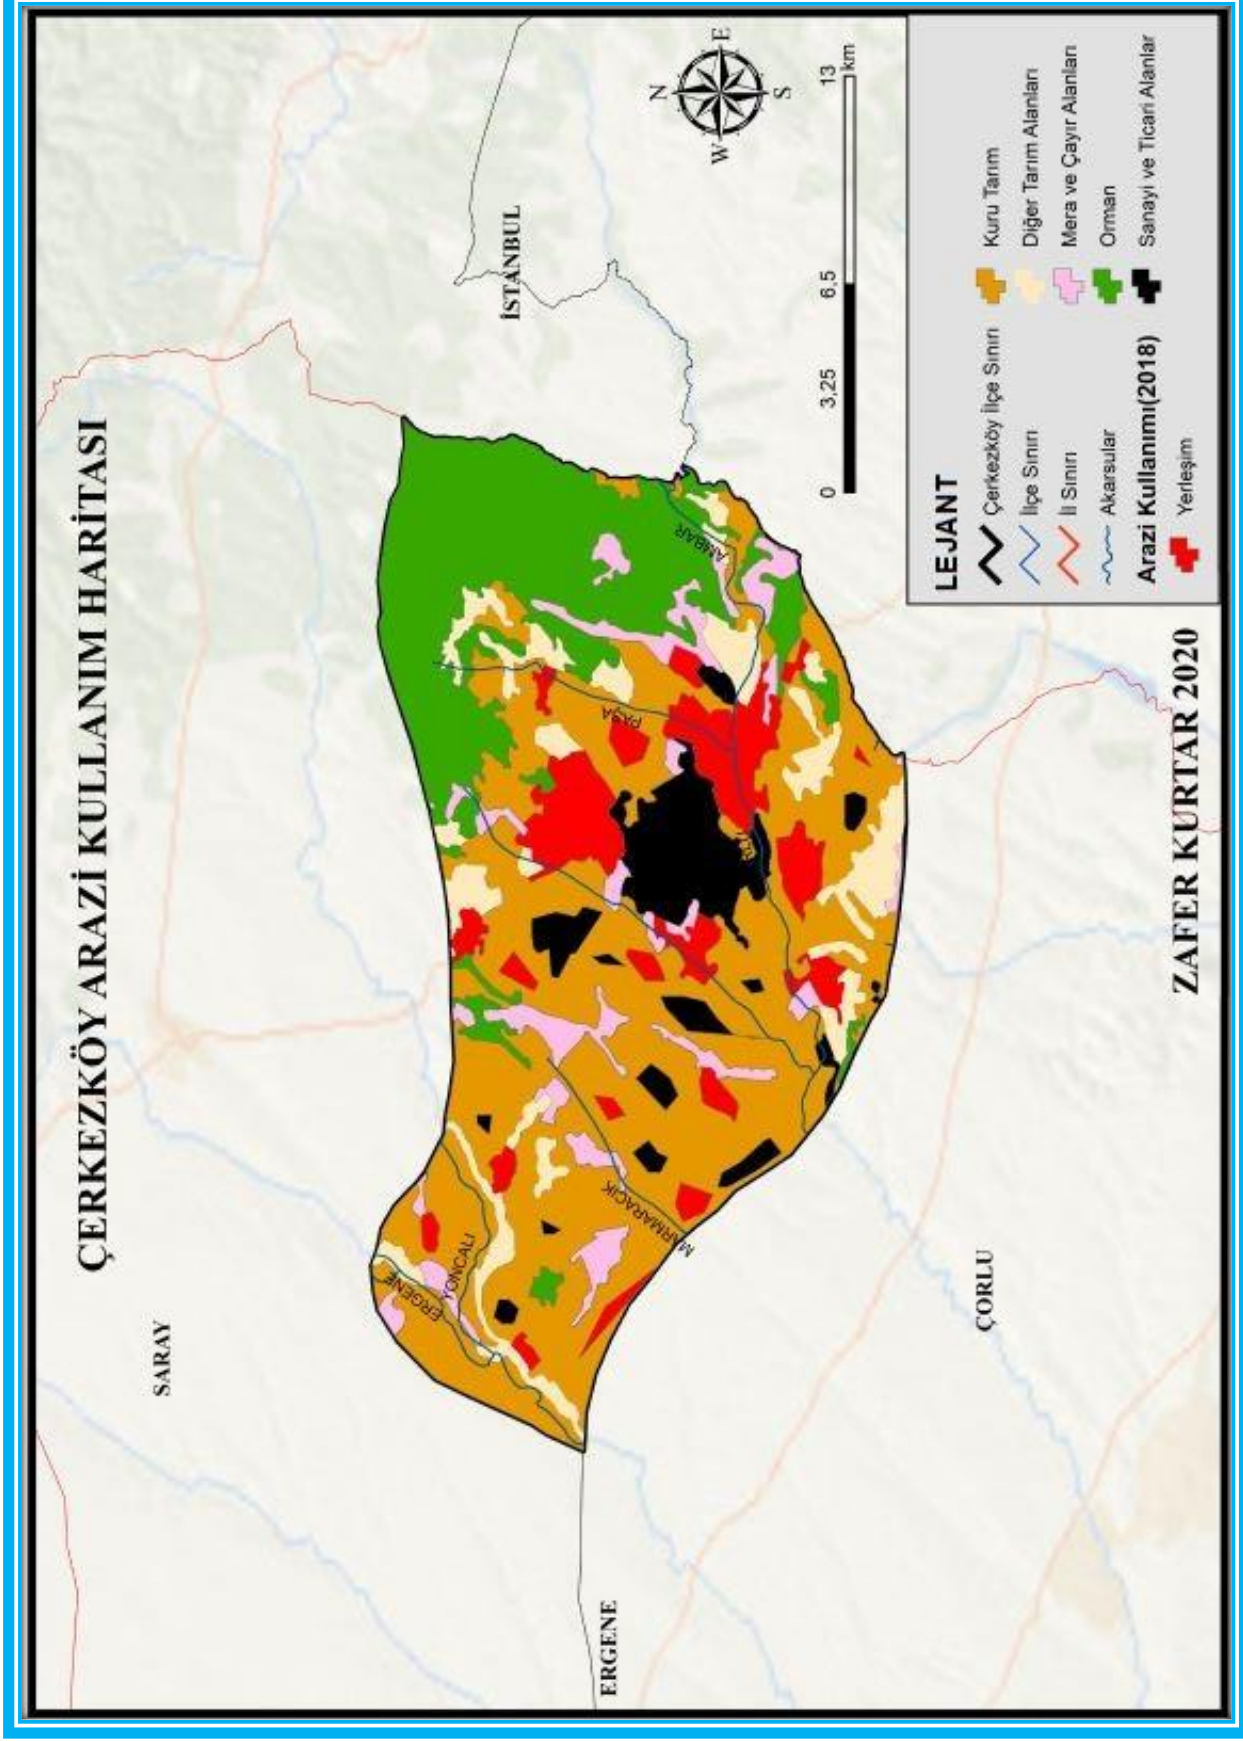 ÇERKEZKÖY ARAZİ KULLANIM HARİTASI
SARAY
İSTANBUL
ERGENE
ÇORLU
ERGENE
YONCALI
MARMARACIK
PAŞA
AMBAR
N
W
E
S
0
3,25
6,5
13
km
LEJANT
Çerkezköy İlçe Sınırı
İlçe Sınırı
İl Sınırı
Akarsular
Arazi Kullanımı(2018)
Yerleşim
Kuru Tarım
Diğer Tarım Alanları
Mera ve Çayır Alanları
Orman
Sanayi ve Ticari Alanlar
ZAFER KURTAR 2020